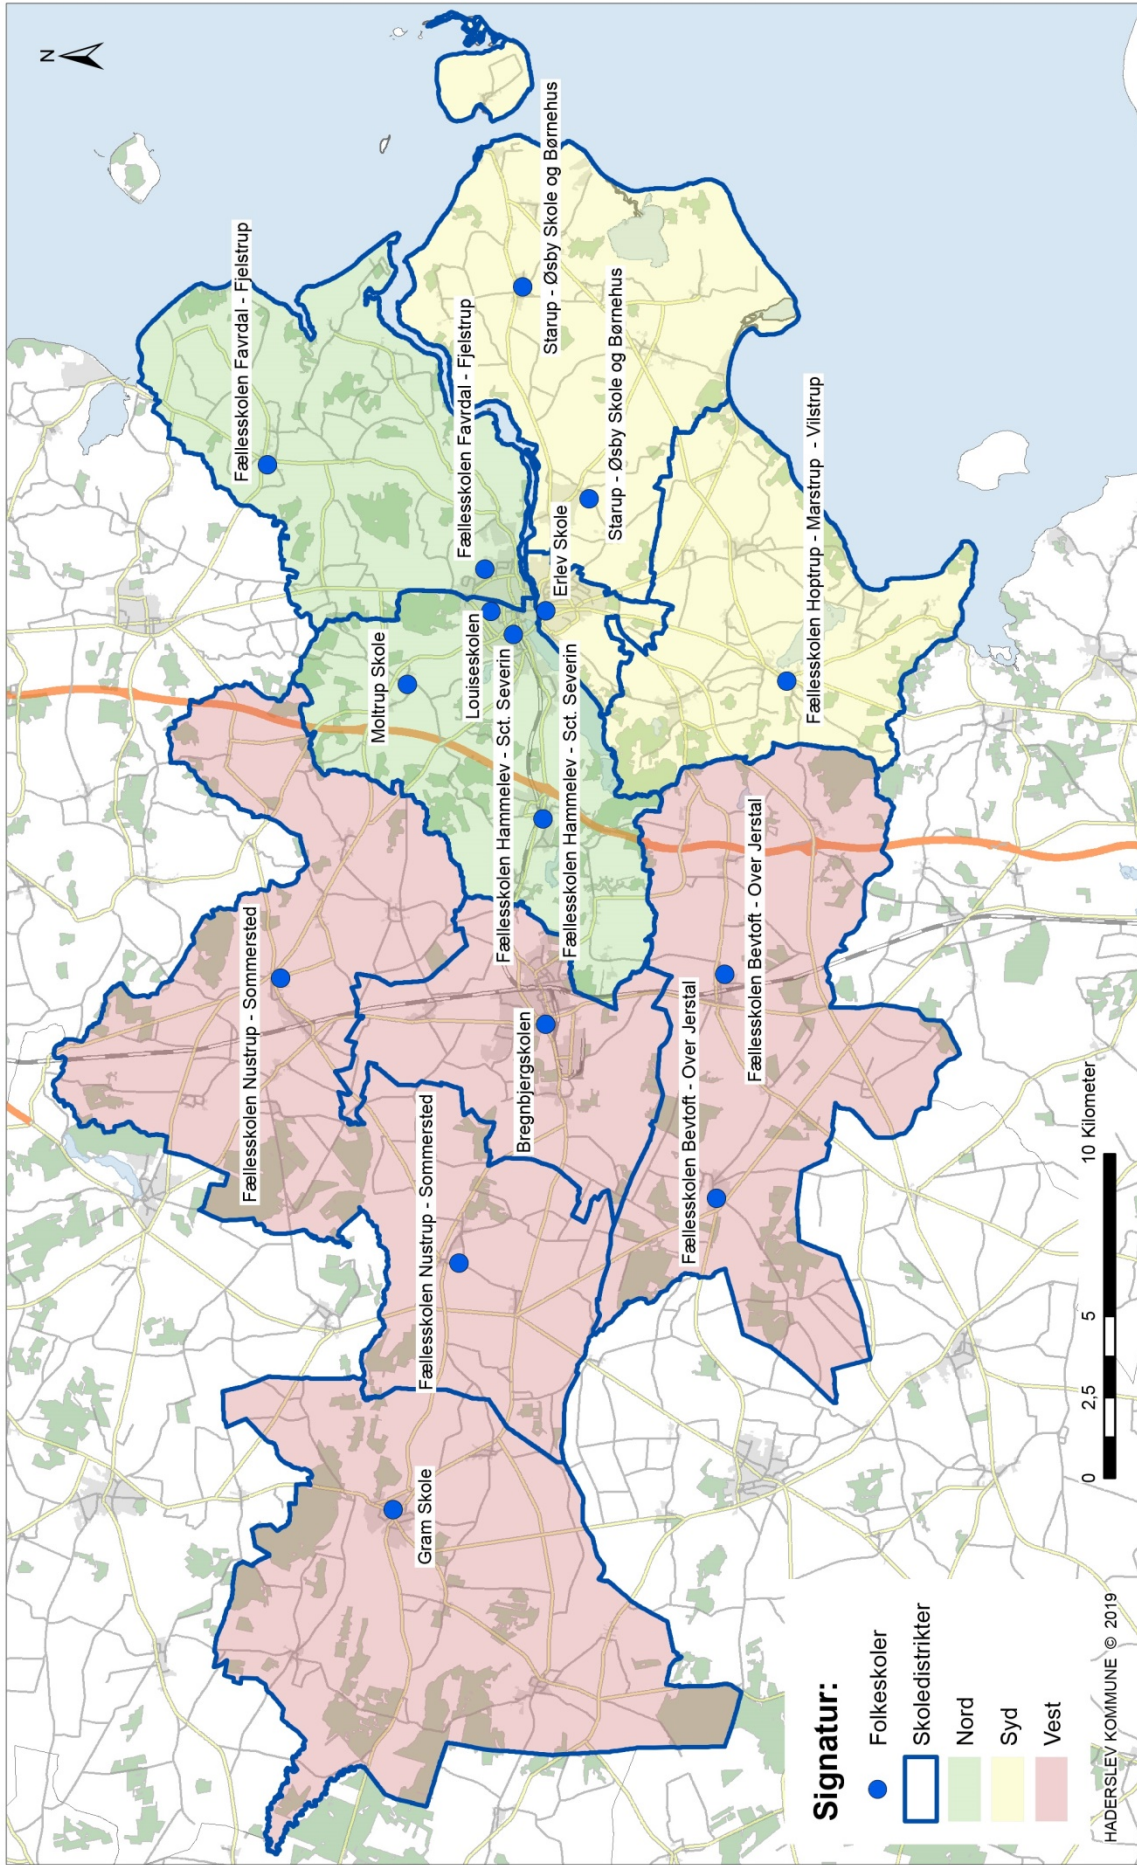 N
Fællesskolen Favrdal - Fjelstrup
Fællesskolen Nustrup - Sommersted
Moltrup Skole
Fællesskolen Favrdal - Fjelstrup
Louiseskolen
Gram Skole
Fællesskolen Nustrup - Sommersted
Fællesskolen Hammelev - Sct. Severin
Bregnbjergskolen
Fællesskolen Hammelev - Sct. Severin
Erlev Skole
Starup - Øsby Skole og Børnehus
Starup - Øsby Skole og Børnehus
Fællesskolen Bevtoft - Over Jerstal
Fællesskolen Bevtoft - Over Jerstal
Fællesskolen Hoptrup - Marstrup - Vilstrup
Signatur:
Folkeskoler
Skoledistrikter
Nord
Syd
Vest
0 2,5 5 10 Kilometer
HADERSLEV KOMMUNE © 2019